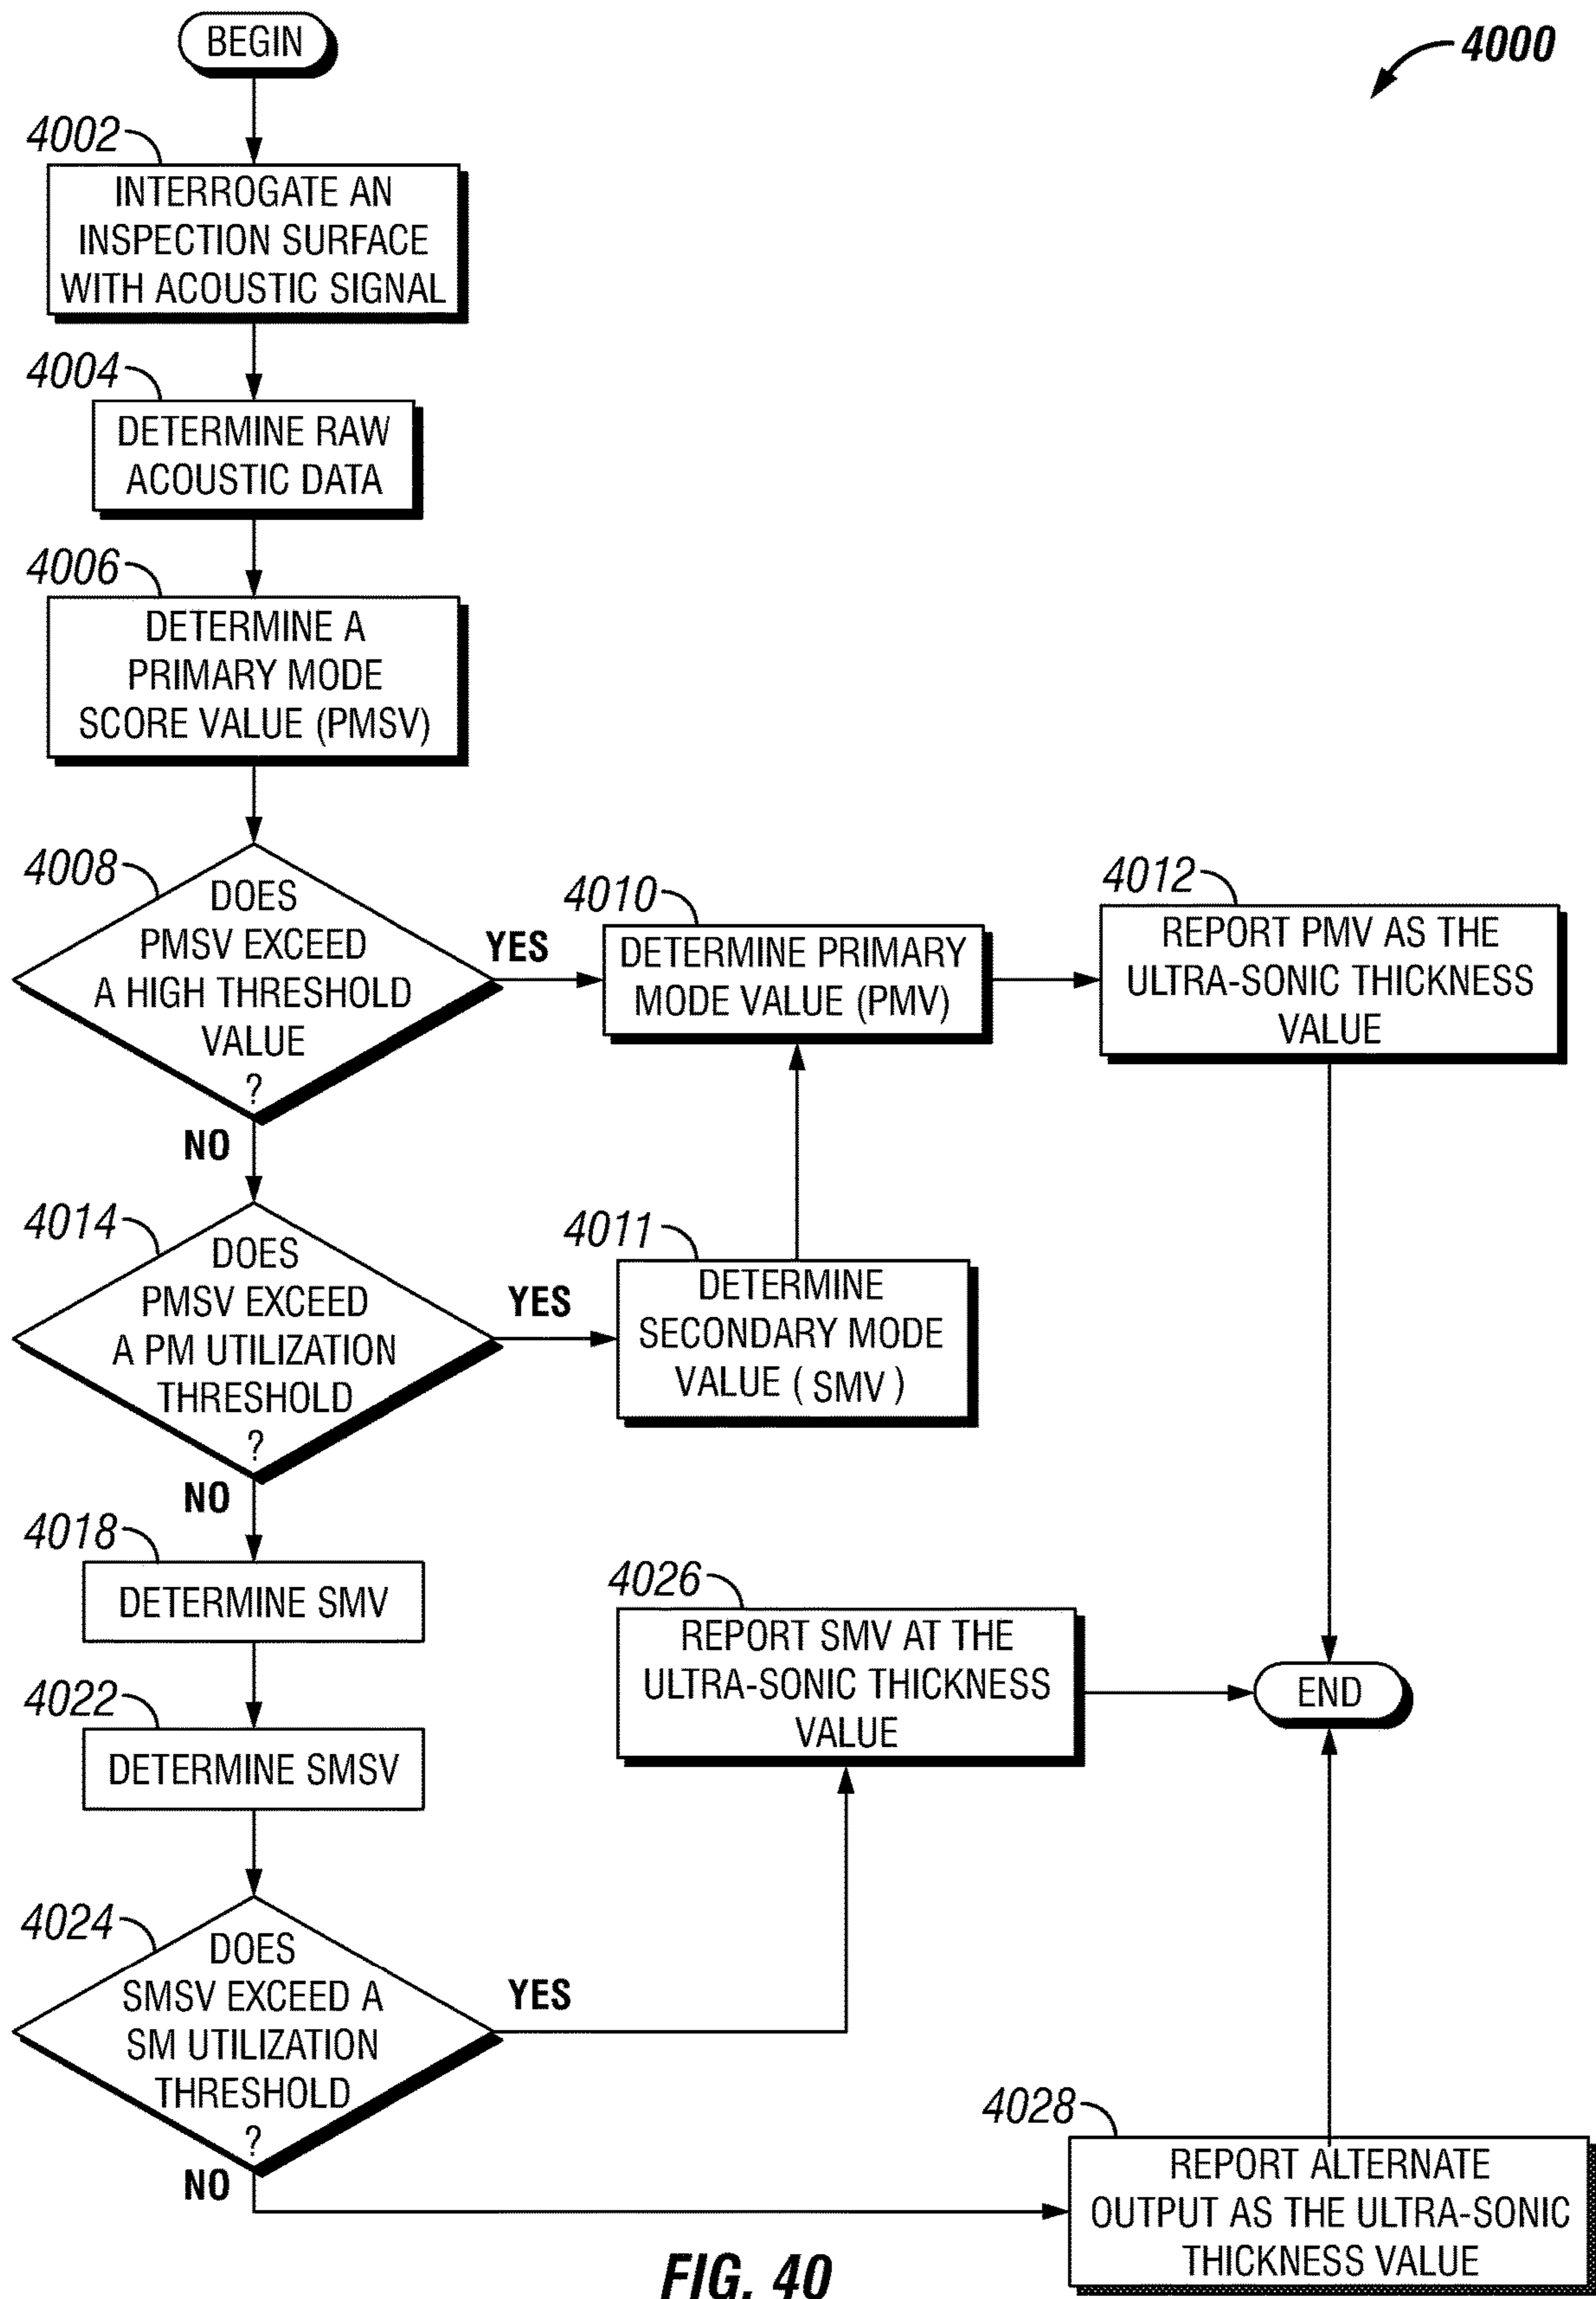 BEGIN
4000
4002
INTERROGATE AN
INSPECTION SURFACE
WITH ACOUSTIC SIGNAL
4004
DETERMINE RAW
ACOUSTIC DATA
4006
DETERMINE A
PRIMARY MODE
SCORE VALUE (PMSV)
4008
DOES
PMSV EXCEED
A HIGH THRESHOLD
VALUE
?
YES
NO
4010
DETERMINE PRIMARY
MODE VALUE (PMV)
4012
REPORT PMV AS THE
ULTRA-SONIC THICKNESS
VALUE
4014
DOES
PMSV EXCEED
A PM UTILIZATION
THRESHOLD
?
YES
NO
4011
DETERMINE
SECONDARY MODE
VALUE ( SMV )
4018
DETERMINE SMV
4022
DETERMINE SMSV
4026
REPORT SMV AT THE
ULTRA-SONIC THICKNESS
VALUE
END
4024
DOES
SMSV EXCEED A
SM UTILIZATION
THRESHOLD
?
YES
NO
4028
REPORT ALTERNATE
OUTPUT AS THE ULTRA-SONIC
THICKNESS VALUE
FIG. 40